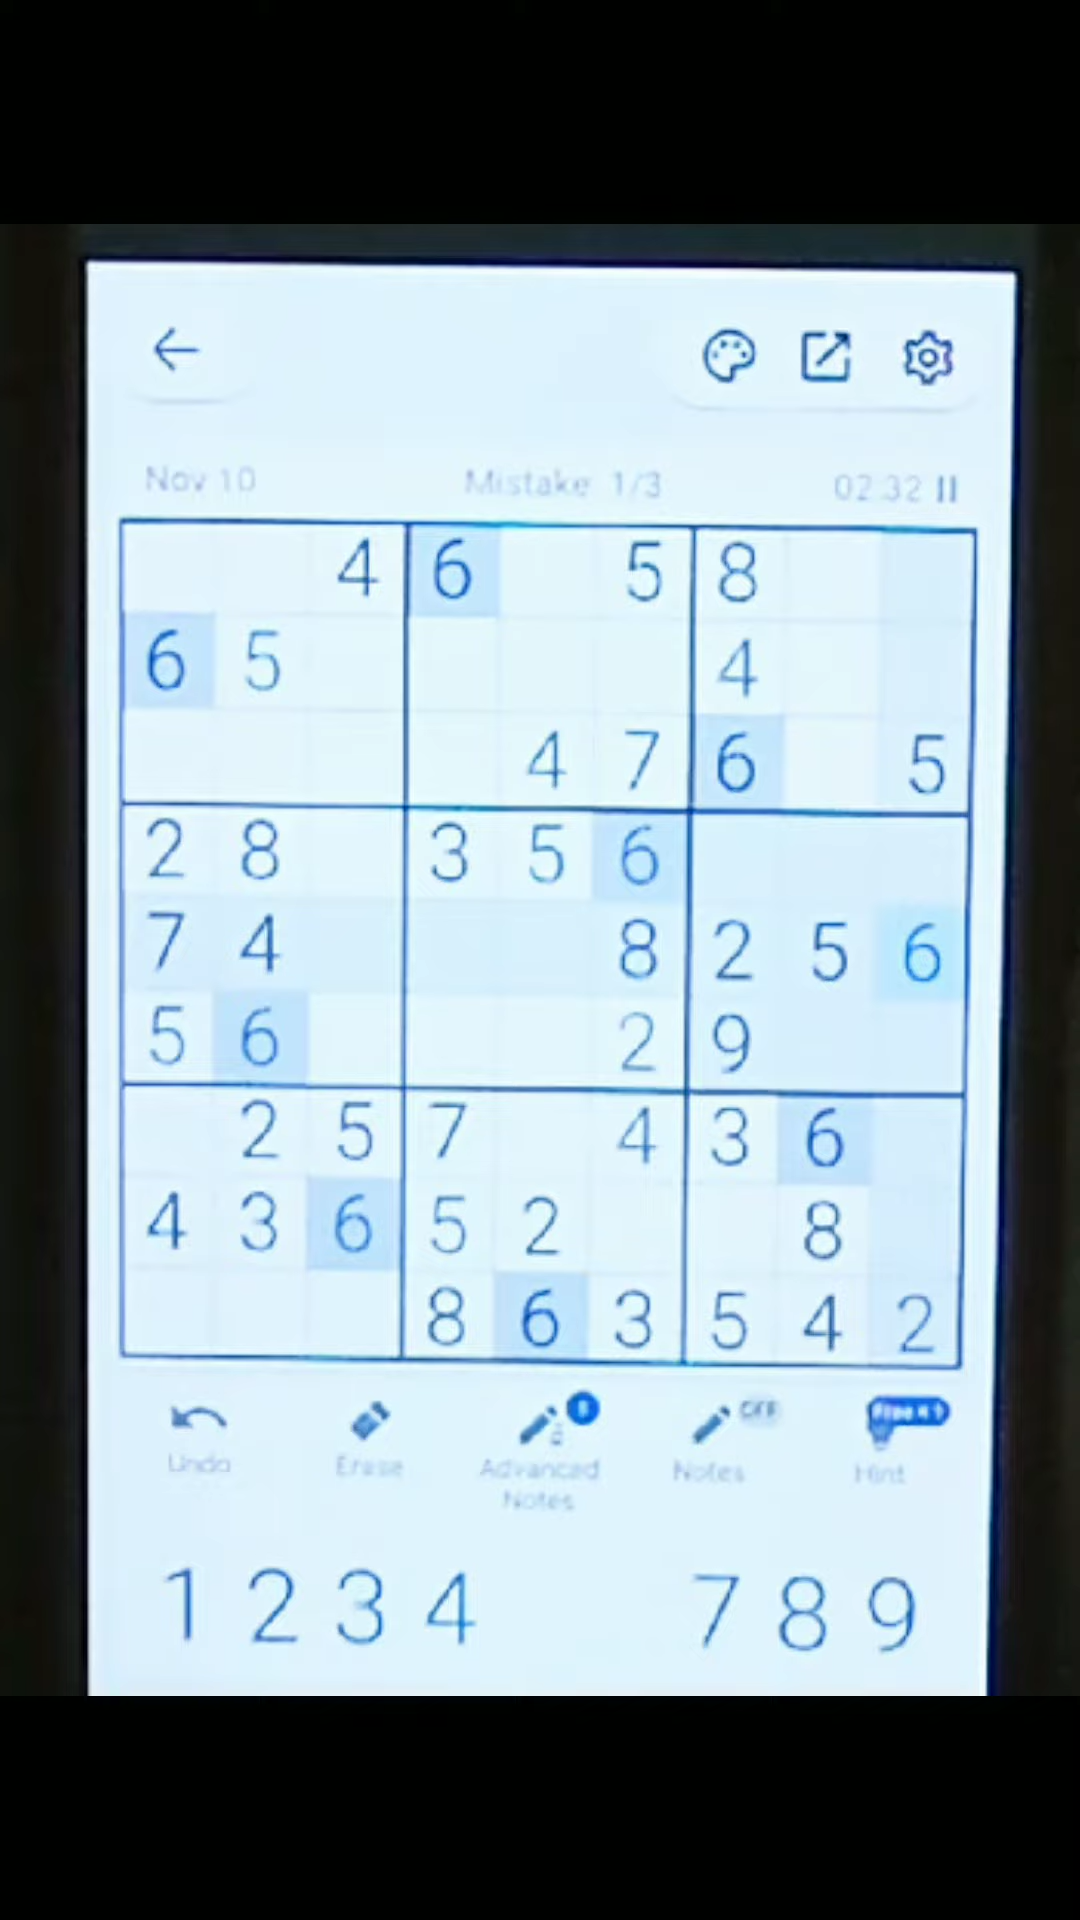 Nov 10 Mistake 1/3 02:32
4 6 5 8
6 5 4
4 7 6 5
2 8 3 5 6
7 4 8 2 5 6
5 6 2 9
2 5 7 4 3 6
4 3 6 5 2 8
8 6 3 5 4 2
OFF
Undo Erase Advanced Notes Hint
Notes
1 2 3 4 7 8 9